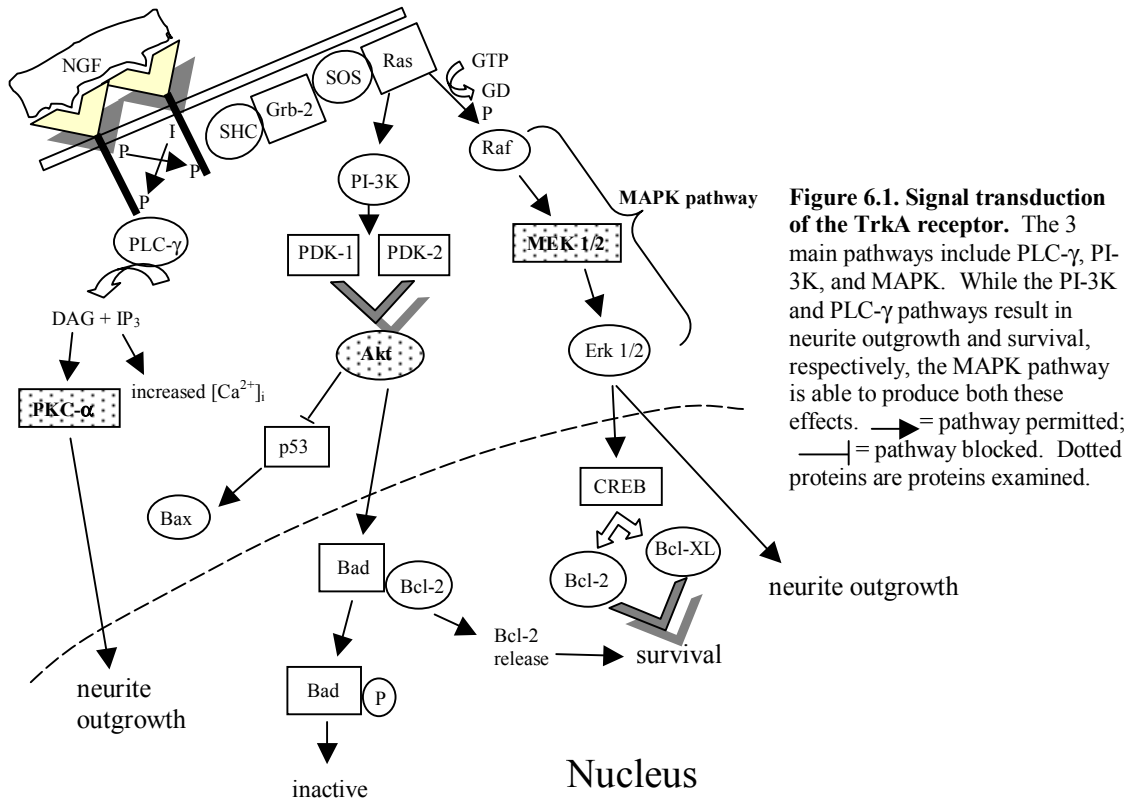 NGF
P
P
P
SHC
Grb-2
SOS
Ras
GTP
GD
P
Raf
PI-3K
MAPK pathway
PLC-γ
PDK-1
PDK-2
MEK 1/2
DAG + IP3
Akt
Erk 1/2
increased [Ca2+]i
PKC-α
p53
CREB
Bax
Bad
Bcl-2
Bcl-2
Bcl-XL
neurite outgrowth
Bcl-2
release
survival
neurite
outgrowth
Bad
P
inactive
Nucleus
Figure 6.1. Signal transduction
of the TrkA receptor. The 3
main pathways include PLC-γ, PI-
3K, and MAPK. While the PI-3K
and PLC-γ pathways result in
neurite outgrowth and survival,
respectively, the MAPK pathway
is able to produce both these
effects. = pathway permitted;
= pathway blocked. Dotted
proteins are proteins examined.